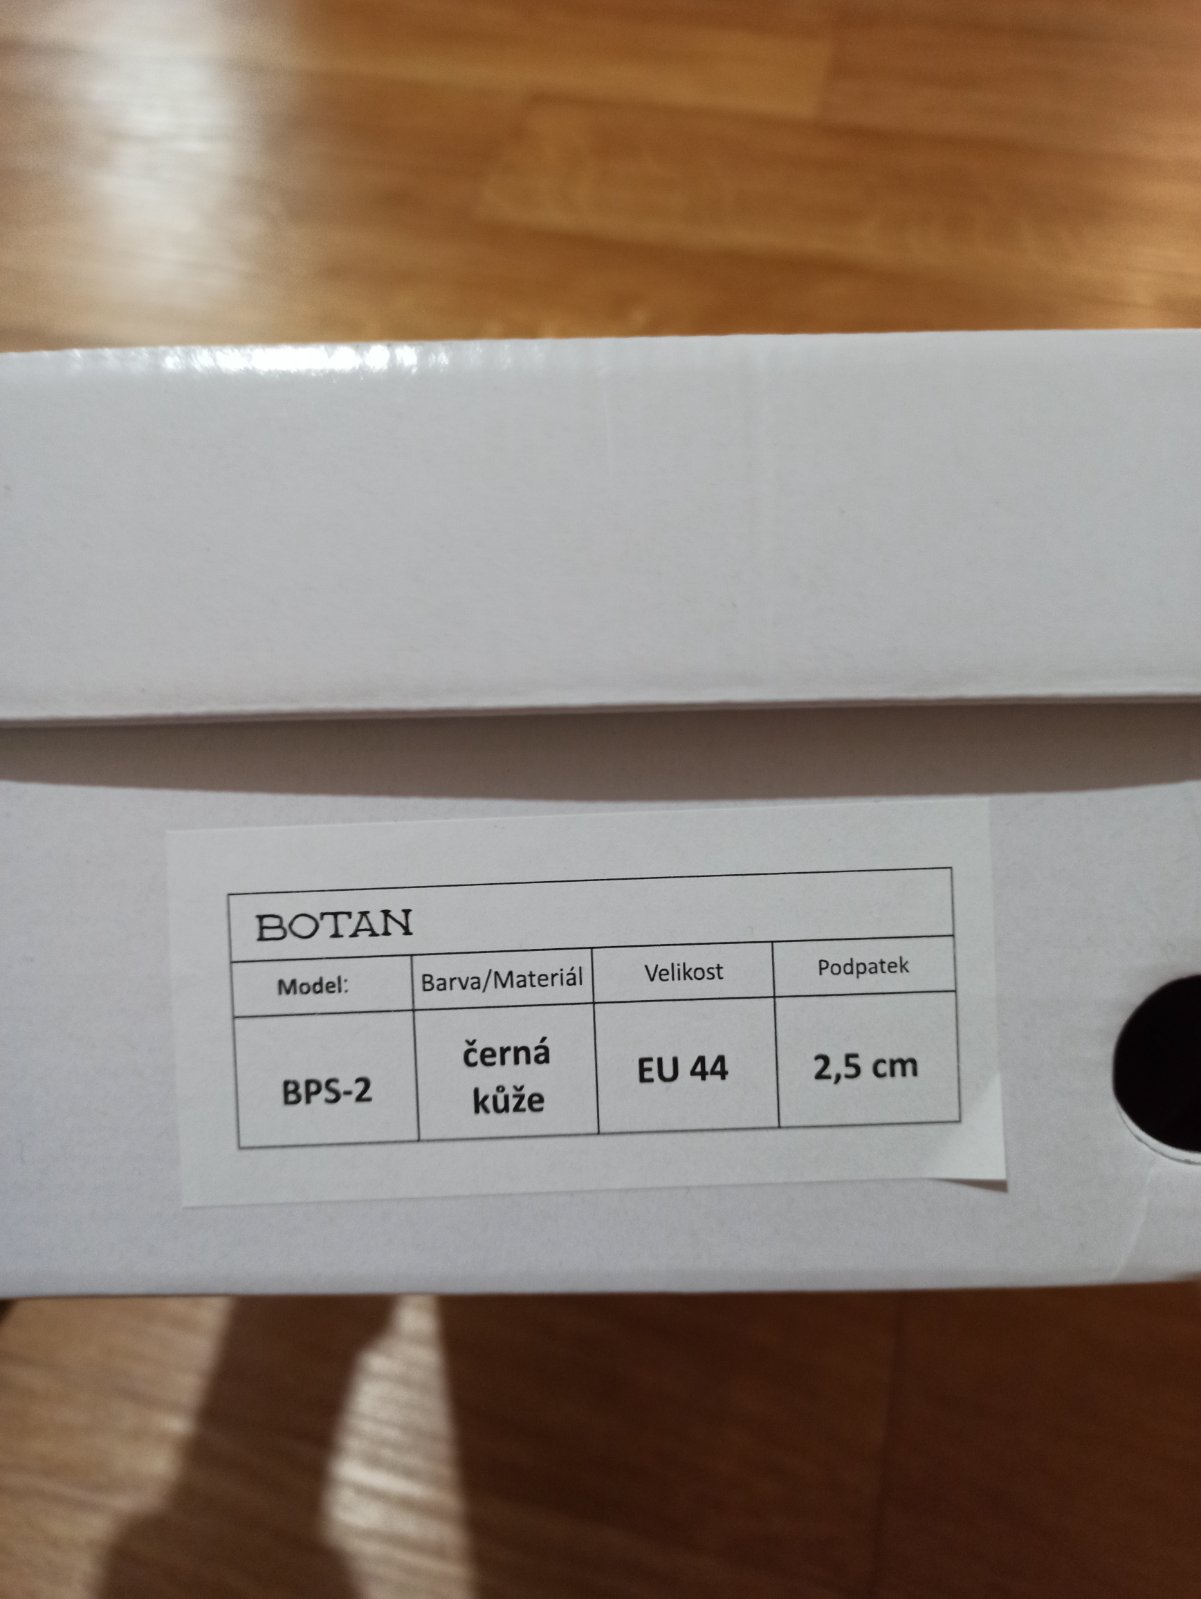 BOTAN
Model: Barva/Materiál Velikost Podpatek
BPS-2 černá kůže EU 44 2,5 cm